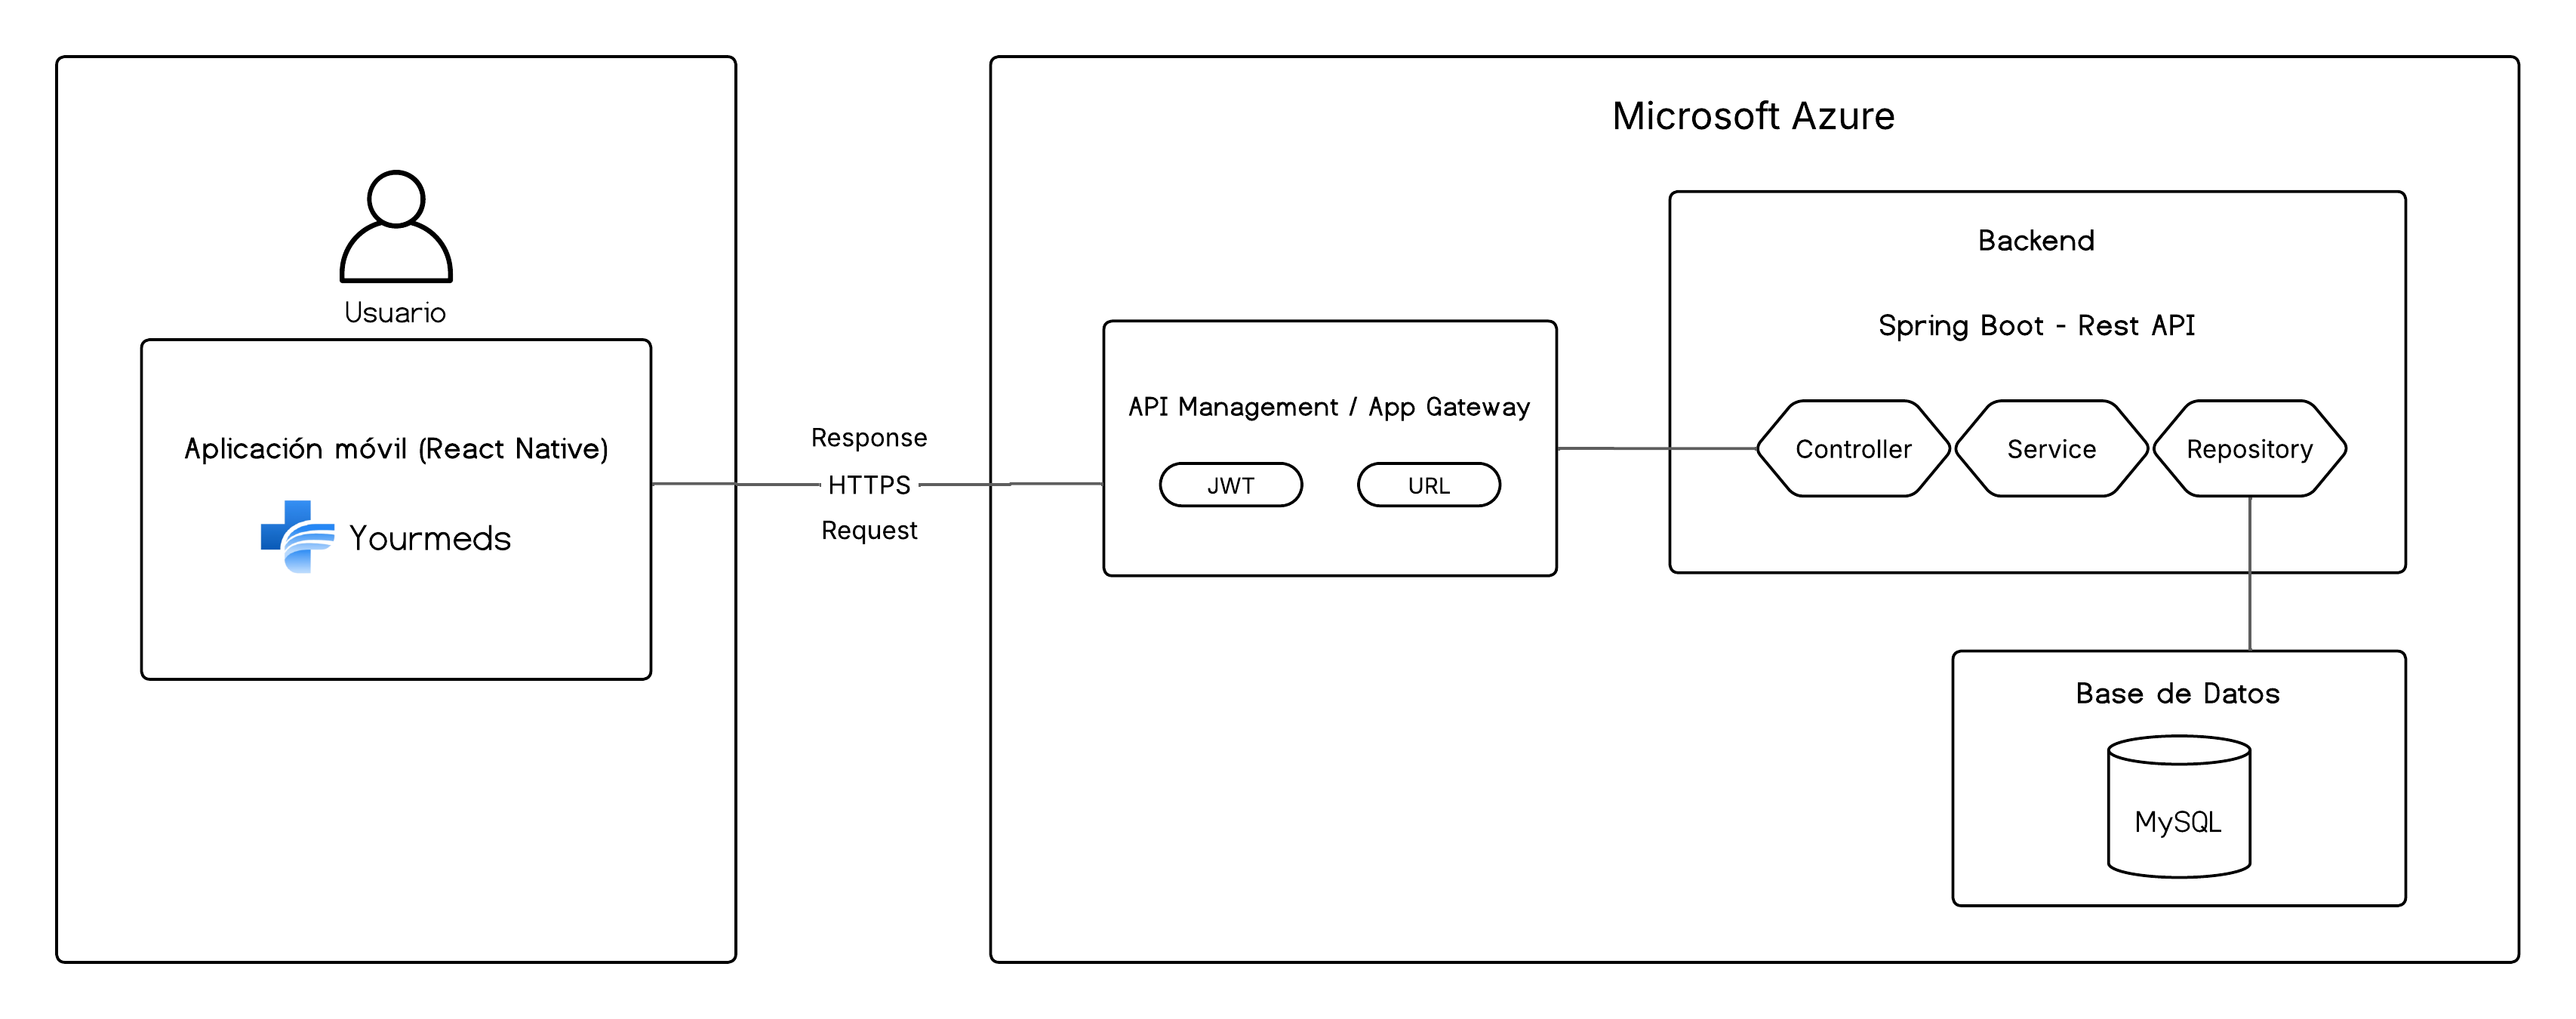 Usuario
Aplicación móvil (React Native)
Yourmeds
Response
HTTPS
Request
Microsoft Azure
API Management / App Gateway
JWT
URL
Backend
Spring Boot - Rest API
Controller
Service
Repository
Base de Datos
MySQL